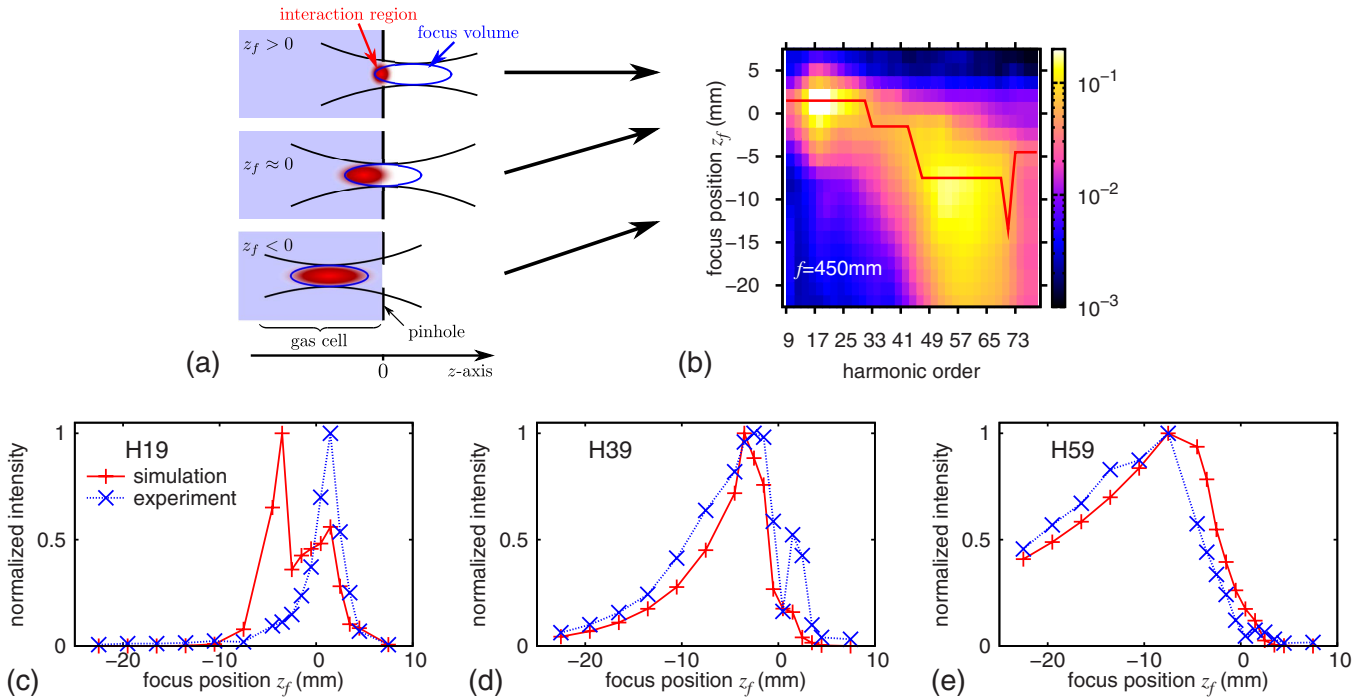 interaction region
focus volume
z_f > 0
z_f ≈ 0
z_f < 0
pinhole
gas cell
0
z-axis
(a)
focus position z_f (mm)
5
0
−5
−10
−15
−20
f=450mm
9 17 25 33 41 49 57 65 73
harmonic order
10⁻¹
10⁻²
10⁻³
(b)
H19
simulation
experiment
normalized intensity
1
0.5
0
−20 −10 0 10
focus position z_f (mm)
(c)
H39
normalized intensity
1
0.5
0
−20 −10 0 10
focus position z_f (mm)
(d)
H59
normalized intensity
1
0.5
0
−20 −10 0 10
focus position z_f (mm)
(e)